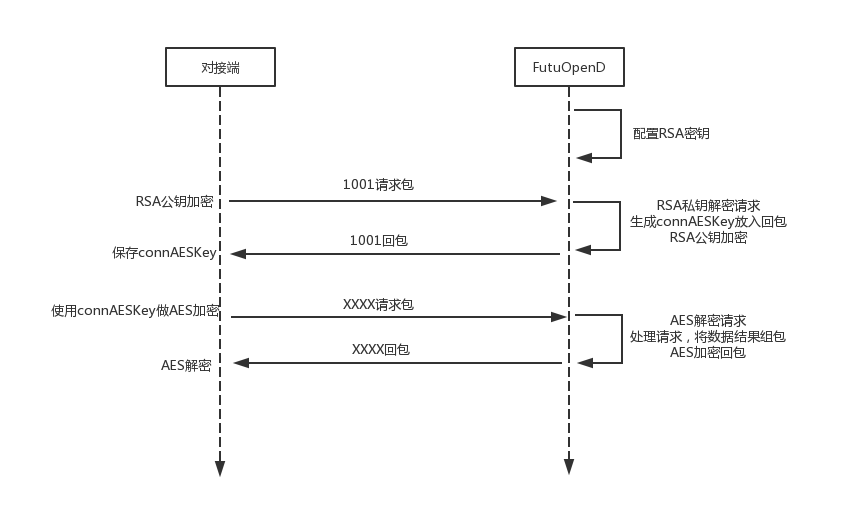 对接端
FutuOpenD
配置RSA密钥
RSA公钥加密
1001请求包
RSA私钥解密请求
生成connAESKey放入回包
RSA公钥加密
保存connAESKey
1001回包
使用connAESKey做AES加密
XXXX请求包
AES解密请求
处理请求，将数据结果组包
AES加密回包
XXXX回包
AES解密